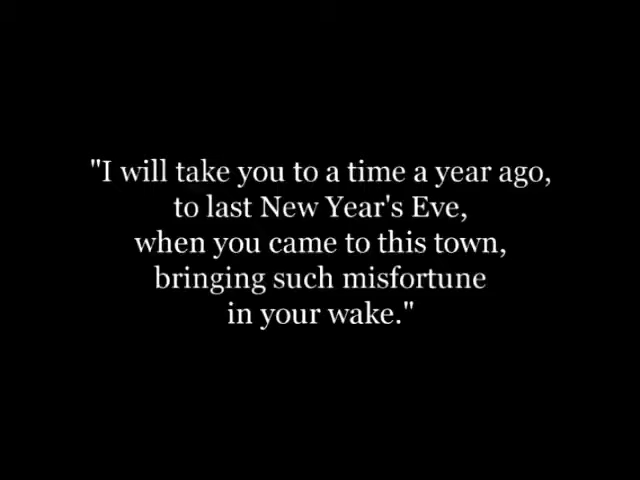 "I will take you to a time a year ago,
to last New Year's Eve,
when you came to this town,
bringing such misfortune
in your wake."